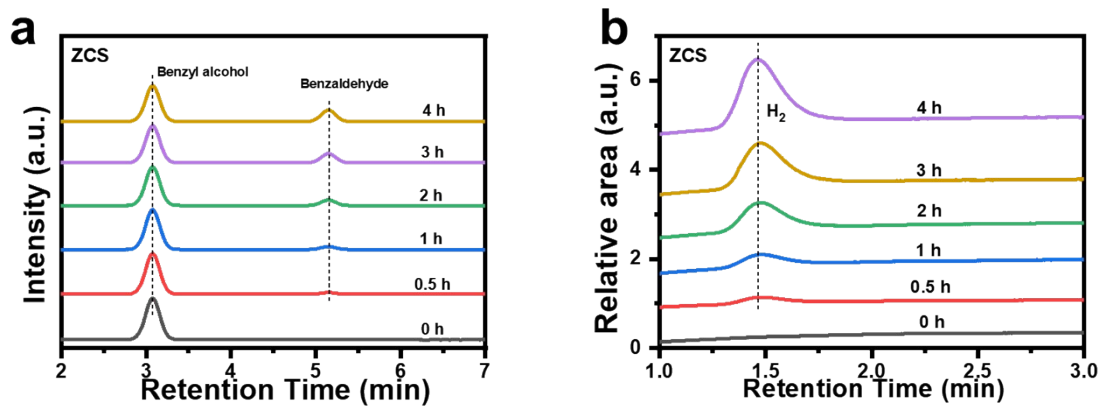 a
ZCS
Benzyl alcohol
Benzaldehyde
4 h
3 h
2 h
1 h
0.5 h
0 h
Intensity (a.u.)
2 3 4 5 6 7
Retention Time (min)
b
ZCS
6
4
2
0
H₂
4 h
3 h
2 h
1 h
0.5 h
0 h
Relative area (a.u.)
1.0 1.5 2.0 2.5 3.0
Retention Time (min)